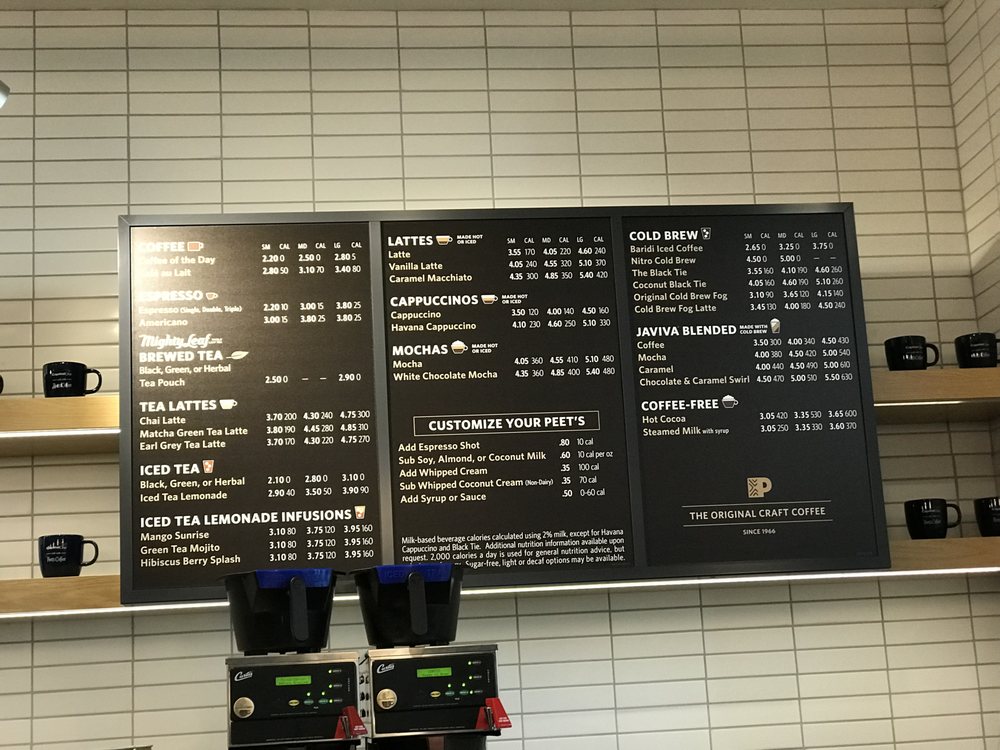 COFFEE
SM CAL MD CAL LG CAL
Coffee of the Day 2.20 0 2.50 0 2.80 5
Café au Lait 2.80 50 3.10 70 3.40 80
ESPRESSO
Espresso (Single, Double, Triple) 2.20 10 3.00 15 3.80 25
Americano 3.00 15 3.80 25 3.80 25
Mighty Leaf
BREWED TEA
Black, Green, or Herbal
Tea Pouch 2.50 0 — — 2.90 0
TEA LATTES
Chai Latte 3.70 200 4.30 240 4.75 300
Matcha Green Tea Latte 3.80 190 4.45 280 4.85 310
Earl Grey Tea Latte 3.70 170 4.30 220 4.75 270
ICED TEA
Black, Green, or Herbal 2.10 0 2.80 0 3.10 0
Iced Tea Lemonade 2.90 40 3.50 50 3.90 90
ICED TEA LEMONADE INFUSIONS
Mango Sunrise 3.10 80 3.75 120 3.95 160
Green Tea Mojito 3.10 80 3.75 120 3.95 160
Hibiscus Berry Splash 3.10 80 3.75 120 3.95 160
LATTES MADE HOT OR ICED
SM CAL MD CAL LG CAL
Latte 3.55 170 4.05 220 4.60 240
Vanilla Latte 4.05 240 4.55 320 5.10 370
Caramel Macchiato 4.35 300 4.85 350 5.40 420
CAPPUCCINOS MADE HOT OR ICED
Cappuccino 3.50 120 4.00 140 4.50 160
Havana Cappuccino 4.10 230 4.60 250 5.10 330
MOCHAS MADE HOT OR ICED
Mocha 4.05 360 4.55 410 5.10 480
White Chocolate Mocha 4.35 360 4.85 400 5.40 480
CUSTOMIZE YOUR PEET'S
Add Espresso Shot .80 10 cal
Sub Soy, Almond, or Coconut Milk .60 10 cal per oz
Add Whipped Cream .35 100 cal
Sub Whipped Coconut Cream (Non-Dairy) .35 70 cal
Add Syrup or Sauce .50 0-60 cal
Milk-based beverage calories calculated using 2% milk, except for Havana
Cappuccino and Black Tie. Additional nutrition information available upon
request. 2,000 calories a day is used for general nutrition advice, but
Sugar-free, light or decaf options may be available.
COLD BREW
SM CAL MD CAL LG CAL
Baridi Iced Coffee 2.65 0 3.25 0 3.75 0
Nitro Cold Brew 4.50 0 5.00 0 — —
The Black Tie 3.55 160 4.10 190 4.60 260
Coconut Black Tie 4.05 160 4.60 190 5.10 260
Original Cold Brew Fog 3.10 90 3.65 120 4.15 140
Cold Brew Fog Latte 3.45 130 4.00 180 4.50 240
JAVIVA BLENDED MADE WITH COLD BREW
Coffee 3.50 300 4.00 340 4.50 430
Mocha 4.00 380 4.50 420 5.00 540
Caramel 4.00 440 4.50 490 5.00 610
Chocolate & Caramel Swirl 4.50 470 5.00 510 5.50 630
COFFEE-FREE
Hot Cocoa 3.05 420 3.35 530 3.65 600
Steamed Milk with syrup 3.05 250 3.35 330 3.60 370
P
THE ORIGINAL CRAFT COFFEE
SINCE 1966
Curtis
Curtis